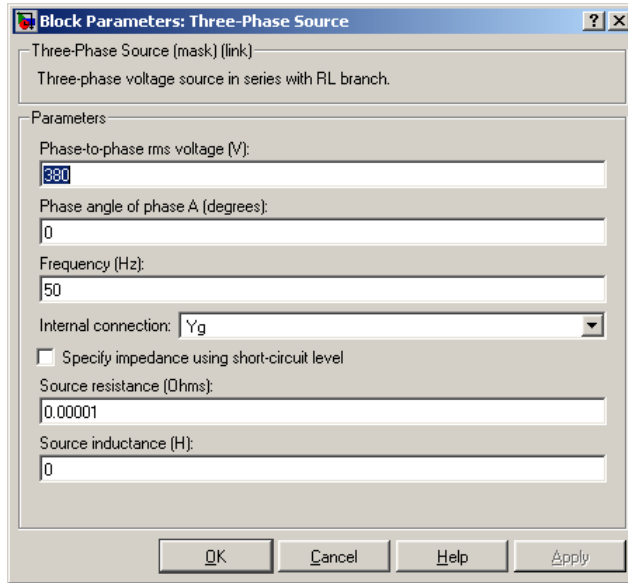 Block Parameters: Three-Phase Source
Three-Phase Source (mask) (link)
Three-phase voltage source in series with RL branch.
Parameters
Phase-to-phase rms voltage (V):
380
Phase angle of phase A (degrees):
0
Frequency (Hz):
50
Internal connection: Yg
Specify impedance using short-circuit level
Source resistance (Ohms):
0.00001
Source inductance (H):
0
OK Cancel Help Apply